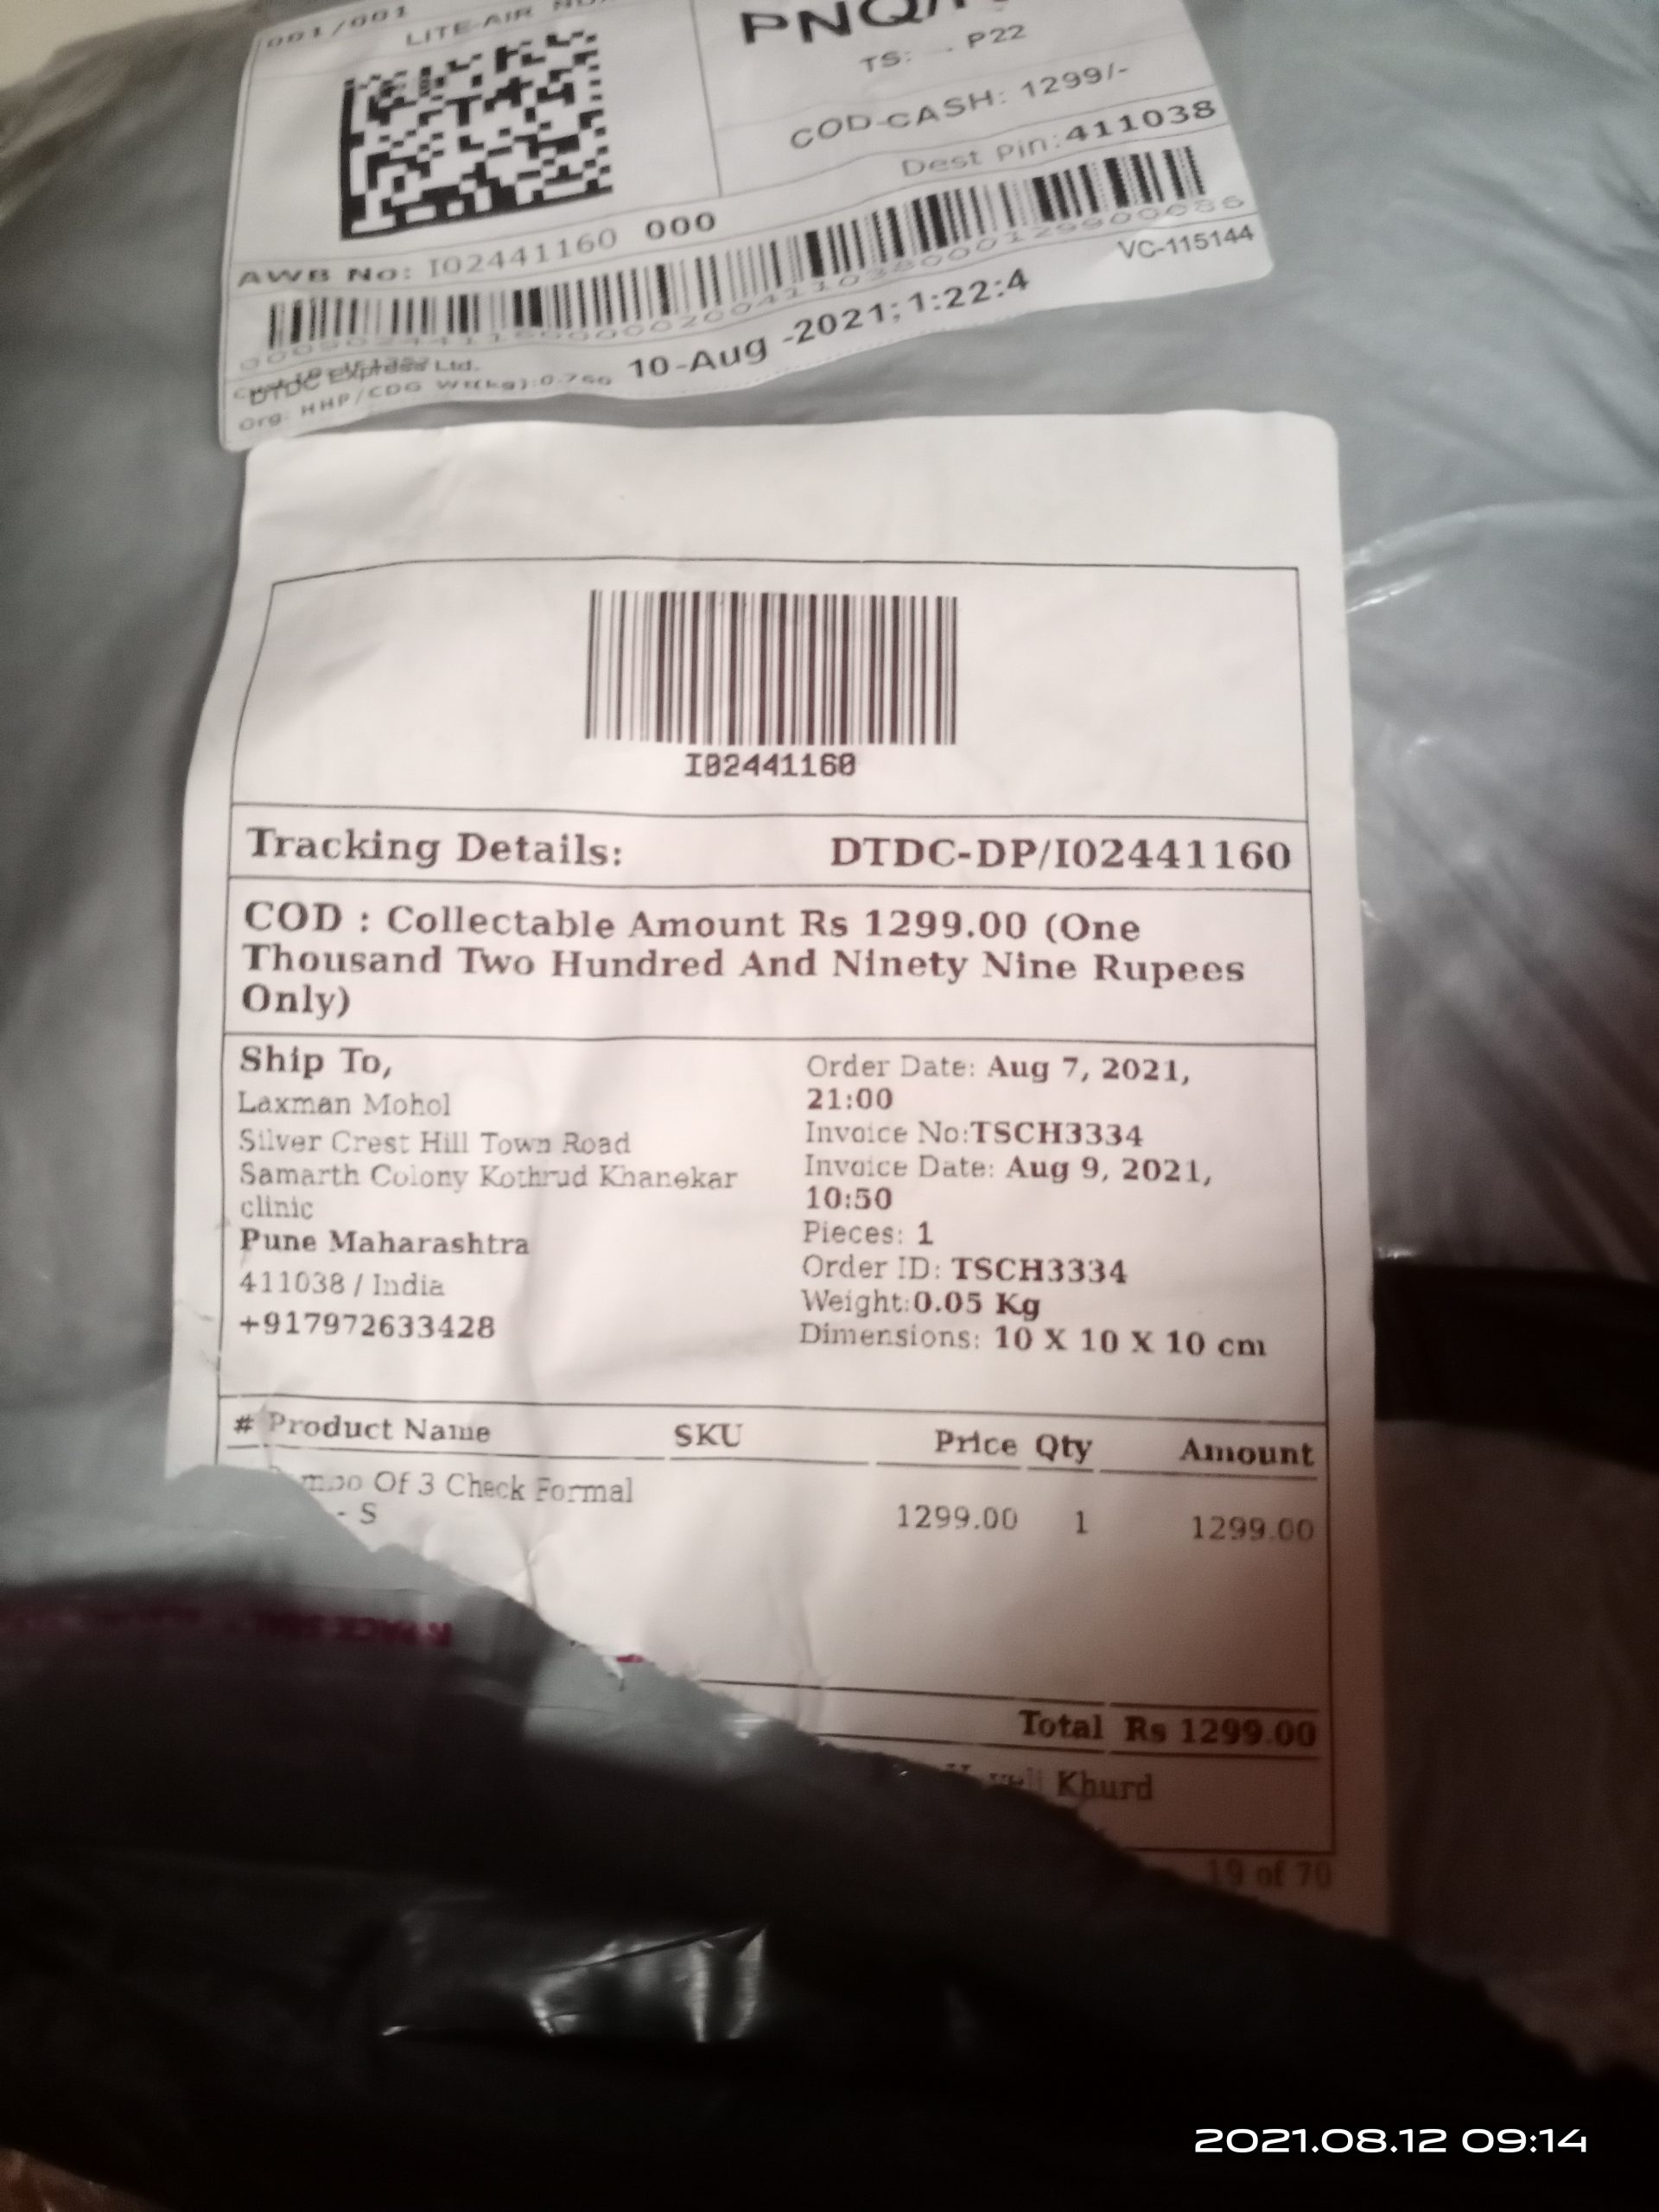 001/001
LITE-AIR
TS: P22
COD-CASH: 1299/-
Dest Pin:411038
AWB No: I02441160 000
VC-115144
10-Aug -2021;1:22:4
DTDC Express Ltd.
Org: HHP/CDG Wt(kg):
I02441160
Tracking Details: DTDC-DP/I02441160
COD : Collectable Amount Rs 1299.00 (One
Thousand Two Hundred And Ninety Nine Rupees
Only)
Ship To,
Laxman Mohol
Silver Crest Hill Town Road
Samarth Colony Kothrud Khanekar
clinic
Pune Maharashtra
411038 / India
+917972633428
Order Date: Aug 7, 2021,
21:00
Invoice No:TSCH3334
Invoice Date: Aug 9, 2021,
10:50
Pieces: 1
Order ID: TSCH3334
Weight:0.05 Kg
Dimensions: 10 X 10 X 10 cm
# Product Name SKU Price Qty Amount
Of 3 Check Formal
- S 1299.00 1 1299.00
Total Rs 1299.00
Khurd
19 of 70
2021.08.12 09:14